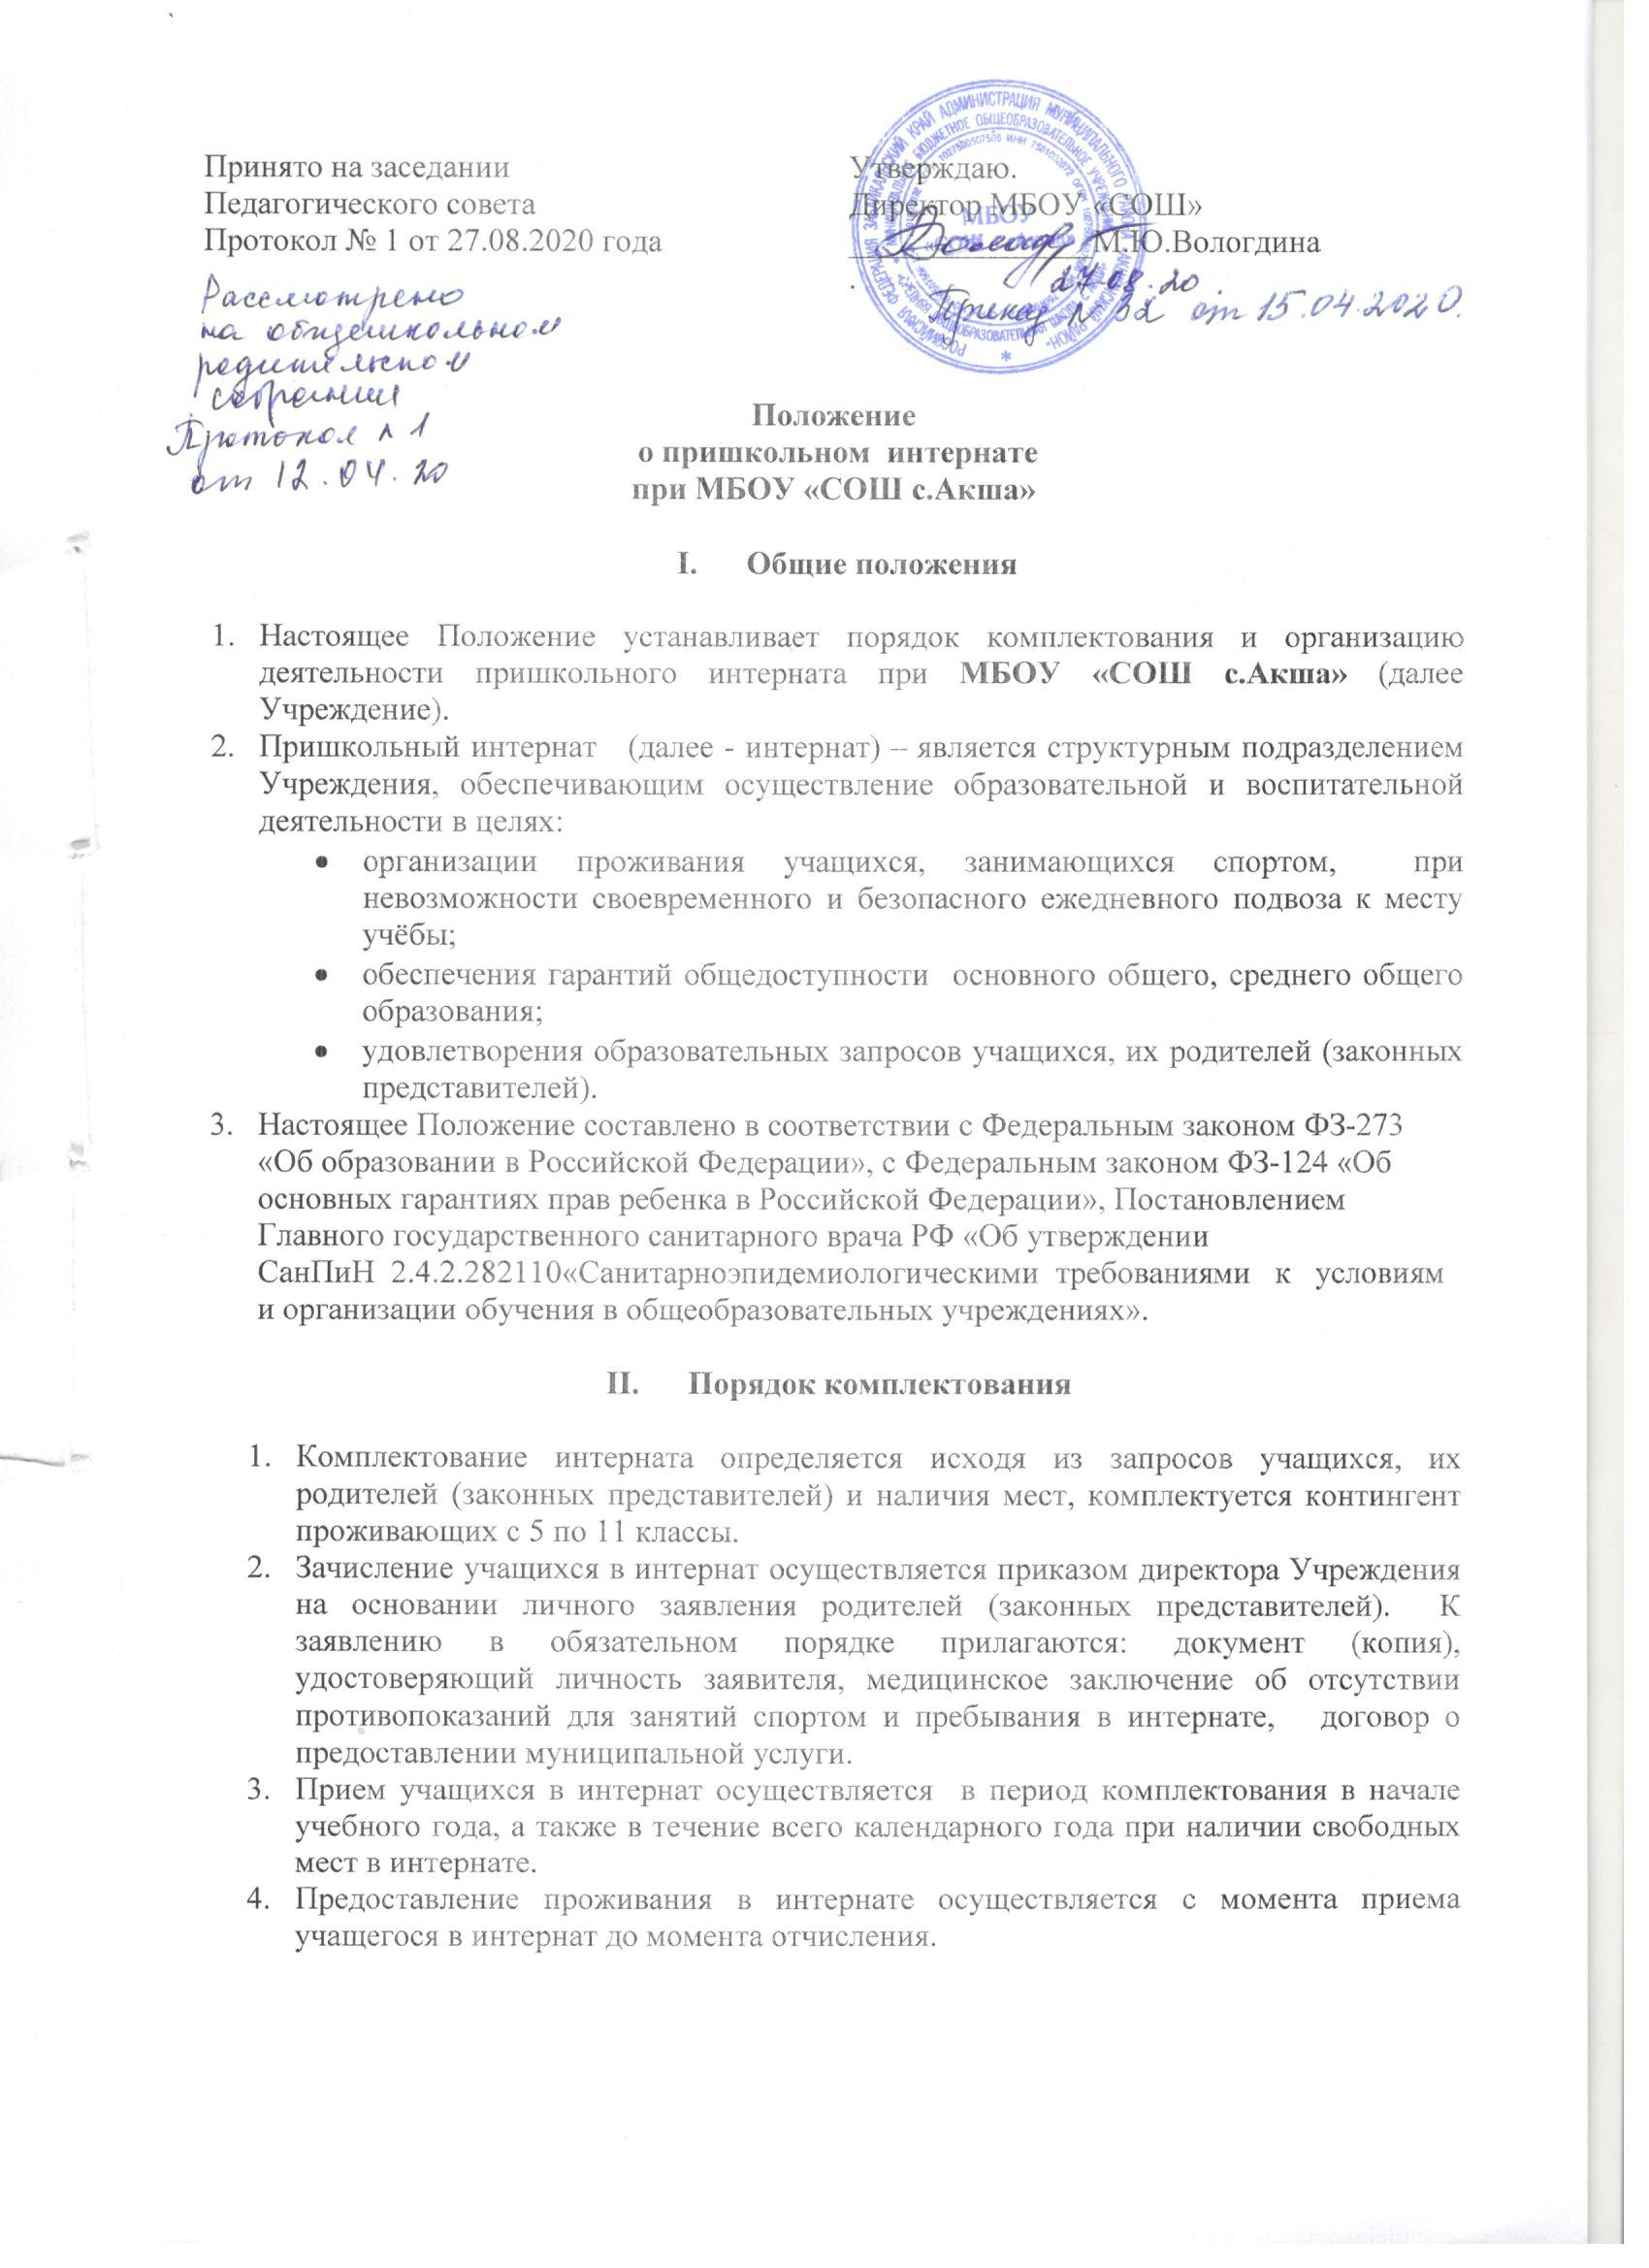 Принято на заседании
Педагогического совета
Протокол № 1 от 27.08.2020 года
Рассмотрено
на общешкольном
родительском
собрании
Протокол № 1
от 12.04.20
Утверждаю.
Директор МБОУ «СОШ»
М.Ю.Вологдина
27.08.20
Приказ № 32 от 15.04.2020.
МБОУ
Положение
о пришкольном интернате
при МБОУ «СОШ с.Акша»
I. Общие положения
1. Настоящее Положение устанавливает порядок комплектования и организацию
деятельности пришкольного интерната при МБОУ «СОШ с.Акша» (далее
Учреждение).
2. Пришкольный интернат (далее - интернат) – является структурным подразделением
Учреждения, обеспечивающим осуществление образовательной и воспитательной
деятельности в целях:
• организации проживания учащихся, занимающихся спортом, при
невозможности своевременного и безопасного ежедневного подвоза к месту
учёбы;
• обеспечения гарантий общедоступности основного общего, среднего общего
образования;
• удовлетворения образовательных запросов учащихся, их родителей (законных
представителей).
3. Настоящее Положение составлено в соответствии с Федеральным законом ФЗ-273
«Об образовании в Российской Федерации», с Федеральным законом ФЗ-124 «Об
основных гарантиях прав ребенка в Российской Федерации», Постановлением
Главного государственного санитарного врача РФ «Об утверждении
СанПиН 2.4.2.282110«Санитарноэпидемиологическими требованиями к условиям
и организации обучения в общеобразовательных учреждениях».
II. Порядок комплектования
1. Комплектование интерната определяется исходя из запросов учащихся, их
родителей (законных представителей) и наличия мест, комплектуется контингент
проживающих с 5 по 11 классы.
2. Зачисление учащихся в интернат осуществляется приказом директора Учреждения
на основании личного заявления родителей (законных представителей). К
заявлению в обязательном порядке прилагаются: документ (копия),
удостоверяющий личность заявителя, медицинское заключение об отсутствии
противопоказаний для занятий спортом и пребывания в интернате, договор о
предоставлении муниципальной услуги.
3. Прием учащихся в интернат осуществляется в период комплектования в начале
учебного года, а также в течение всего календарного года при наличии свободных
мест в интернате.
4. Предоставление проживания в интернате осуществляется с момента приема
учащегося в интернат до момента отчисления.